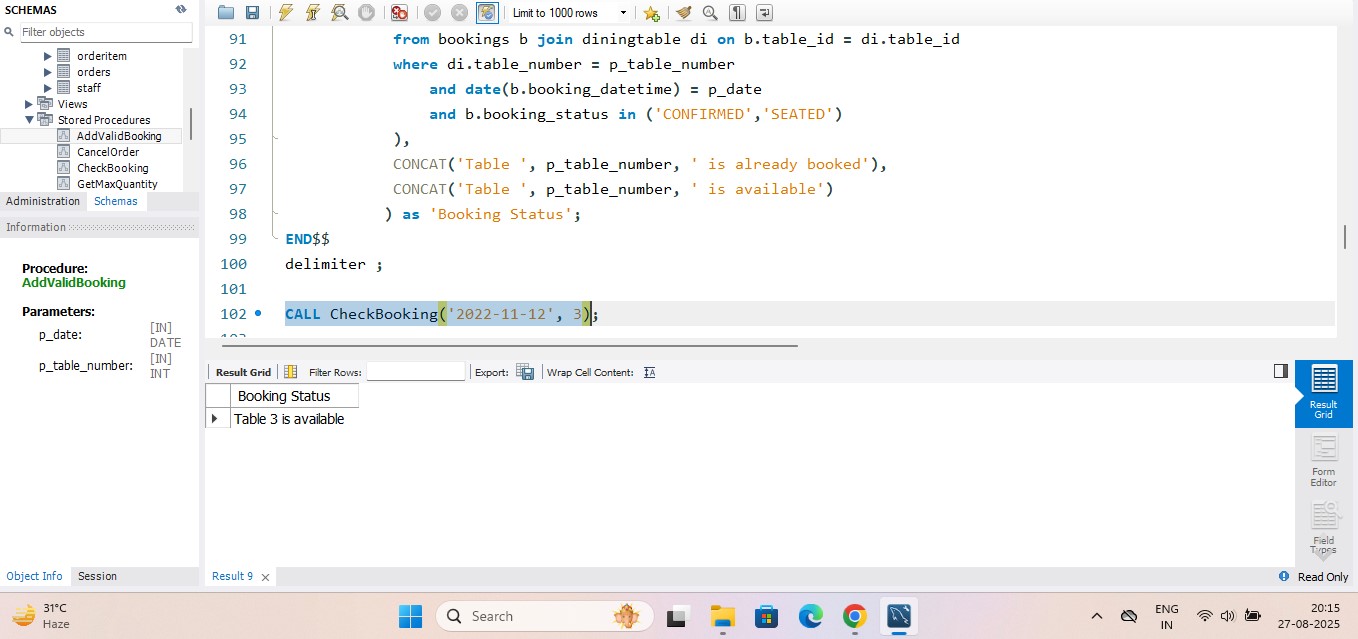 SCHEMAS
Filter objects
orderitem
orders
staff
Views
Stored Procedures
AddValidBooking
CancelOrder
CheckBooking
GetMaxQuantity
Administration Schemas
Information
Procedure:
AddValidBooking
Parameters:
p_date: [IN] DATE
p_table_number: [IN] INT
Object Info Session
Limit to 1000 rows
91 from bookings b join diningtable di on b.table_id = di.table_id
92 where di.table_number = p_table_number
93 and date(b.booking_datetime) = p_date
94 and b.booking_status in ('CONFIRMED','SEATED')
95 ),
96 CONCAT('Table ', p_table_number, ' is already booked'),
97 CONCAT('Table ', p_table_number, ' is available')
98 ) as 'Booking Status';
99 END$$
100 delimiter ;
101
102 CALL CheckBooking('2022-11-12', 3);
103
Result Grid Filter Rows: Export: Wrap Cell Content:
Booking Status
Table 3 is available
Result Grid
Form Editor
Field Types
Result 9
Read Only
31°C
Haze
Search
ENG
IN
20:15
27-08-2025